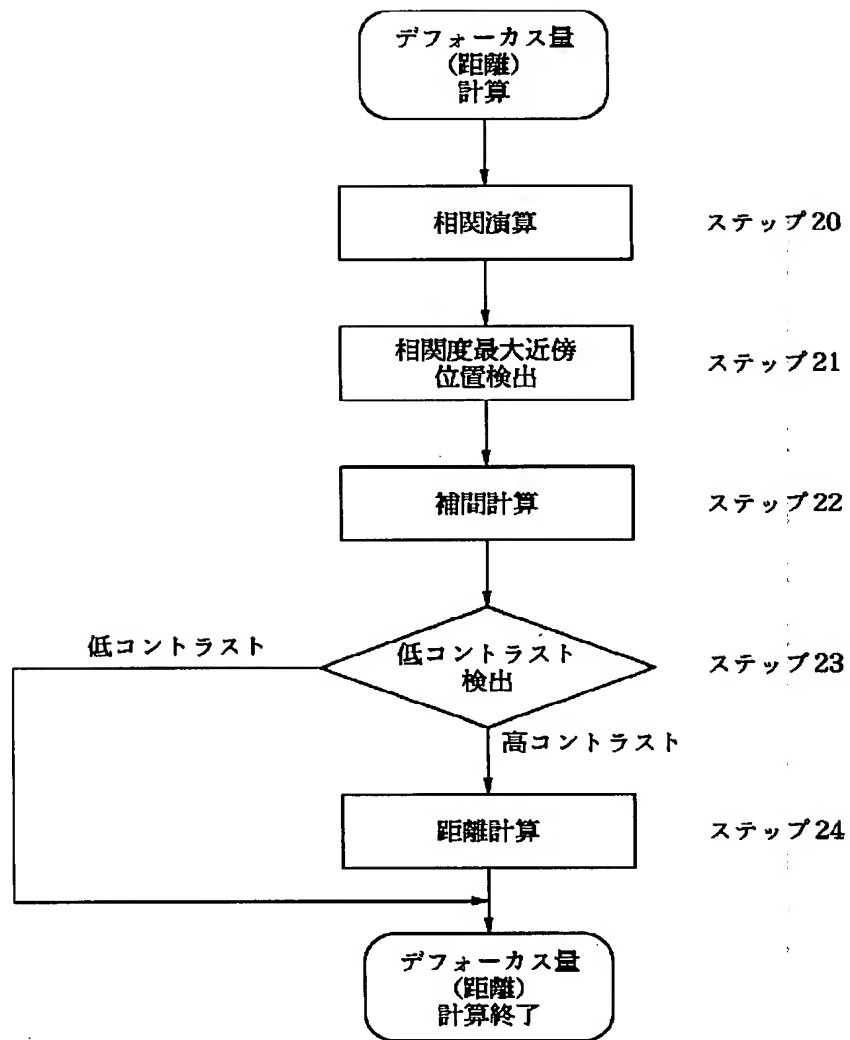 デフォーカス量
(距離)
計算
相関演算
ステップ20
相関度最大近傍
位置検出
ステップ21
補間計算
ステップ22
低コントラスト
低コントラスト
検出
ステップ23
高コントラスト
距離計算
ステップ24
デフォーカス量
(距離)
計算終了